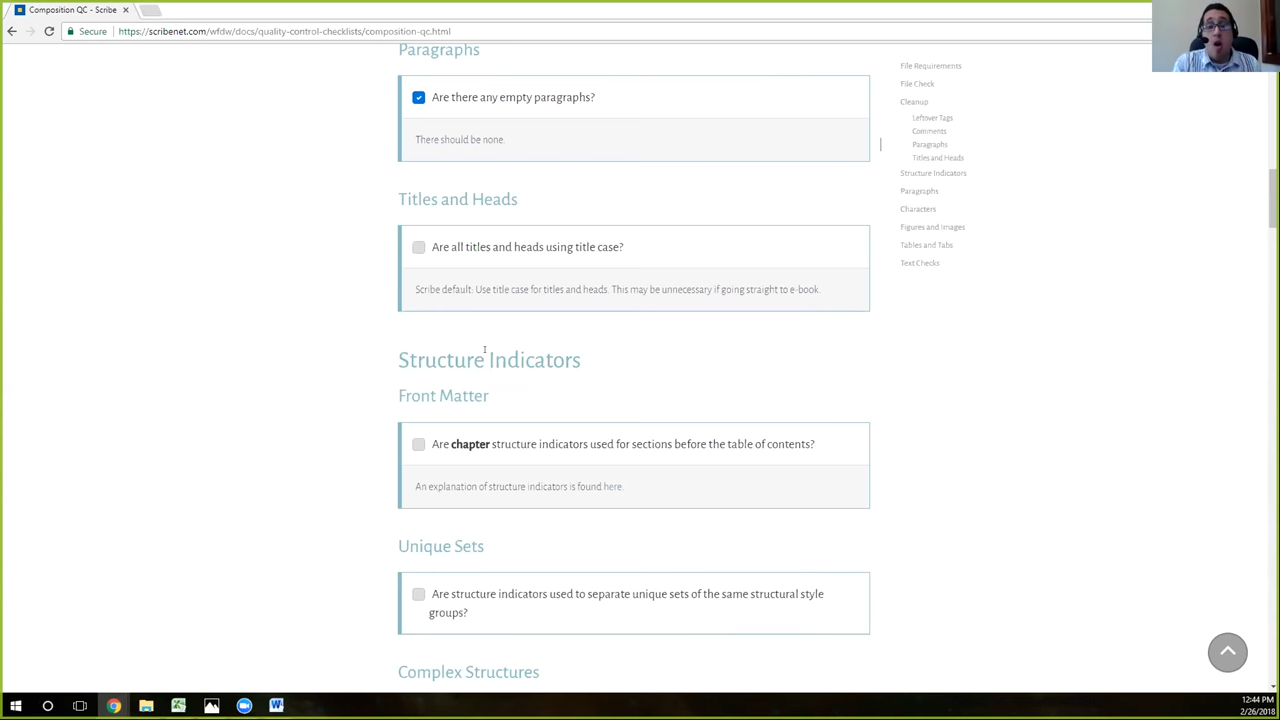 Composition QC - Scribe
Secure
https://scribenet.com/wfdw/docs/quality-control-checklists/composition-qc.html
Paragraphs
Are there any empty paragraphs?
There should be none.
Titles and Heads
Are all titles and heads using title case?
Scribe default: Use title case for titles and heads. This may be unnecessary if going straight to e-book.
Structure Indicators
Front Matter
Are chapter structure indicators used for sections before the table of contents?
An explanation of structure indicators is found here.
Unique Sets
Are structure indicators used to separate unique sets of the same structural style
groups?
Complex Structures
File Requirements
File Check
Cleanup
Leftover Tags
Comments
Paragraphs
Titles and Heads
Structure Indicators
Paragraphs
Characters
Figures and Images
Tables and Tabs
Text Checks
12:44 PM
2/26/2018